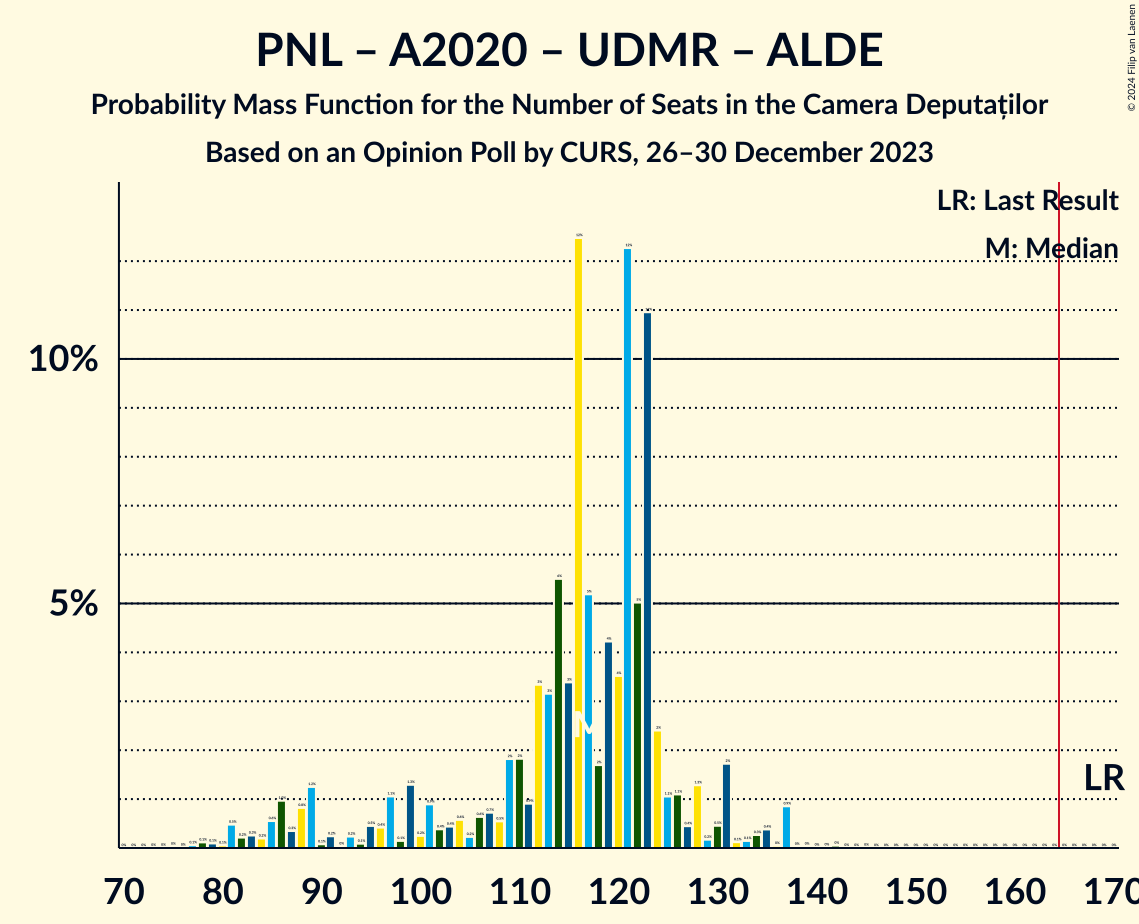 PNL – A2020 – UDMR – ALDE
Probability Mass Function for the Number of Seats in the Camera Deputaților
Based on an Opinion Poll by CURS, 26–30 December 2023
© 2024 Filip van Laenen
LR: Last Result
M: Median
10%
5%
M
LR
70 80 90 100 110 120 130 140 150 160 170